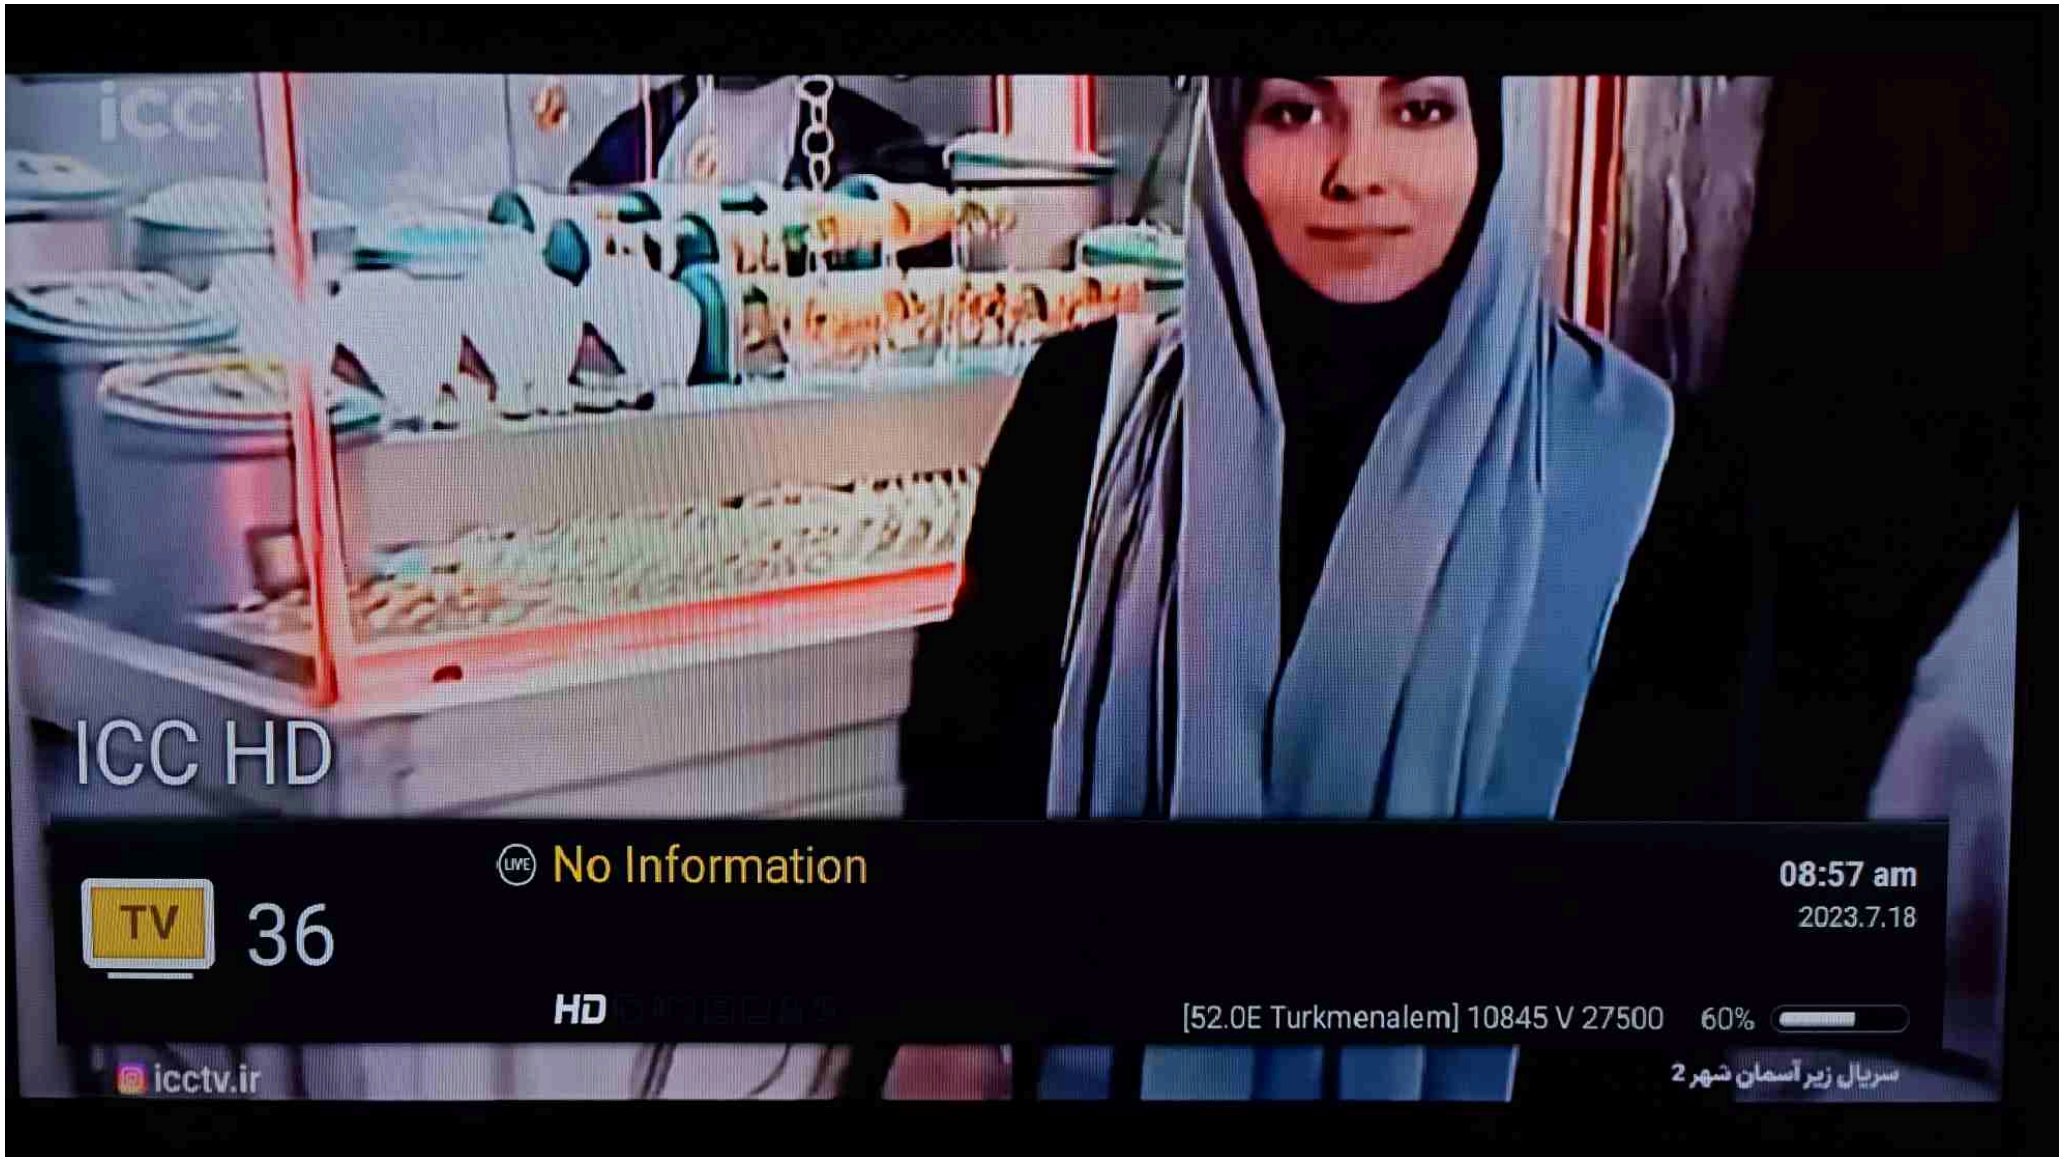 icc+
ICC HD
LIVE No Information
08:57 am
TV 36
2023.7.18
HD
[52.0E Turkmenalem] 10845 V 27500 60%
icctv.ir
سریال زیر آسمان شهر 2